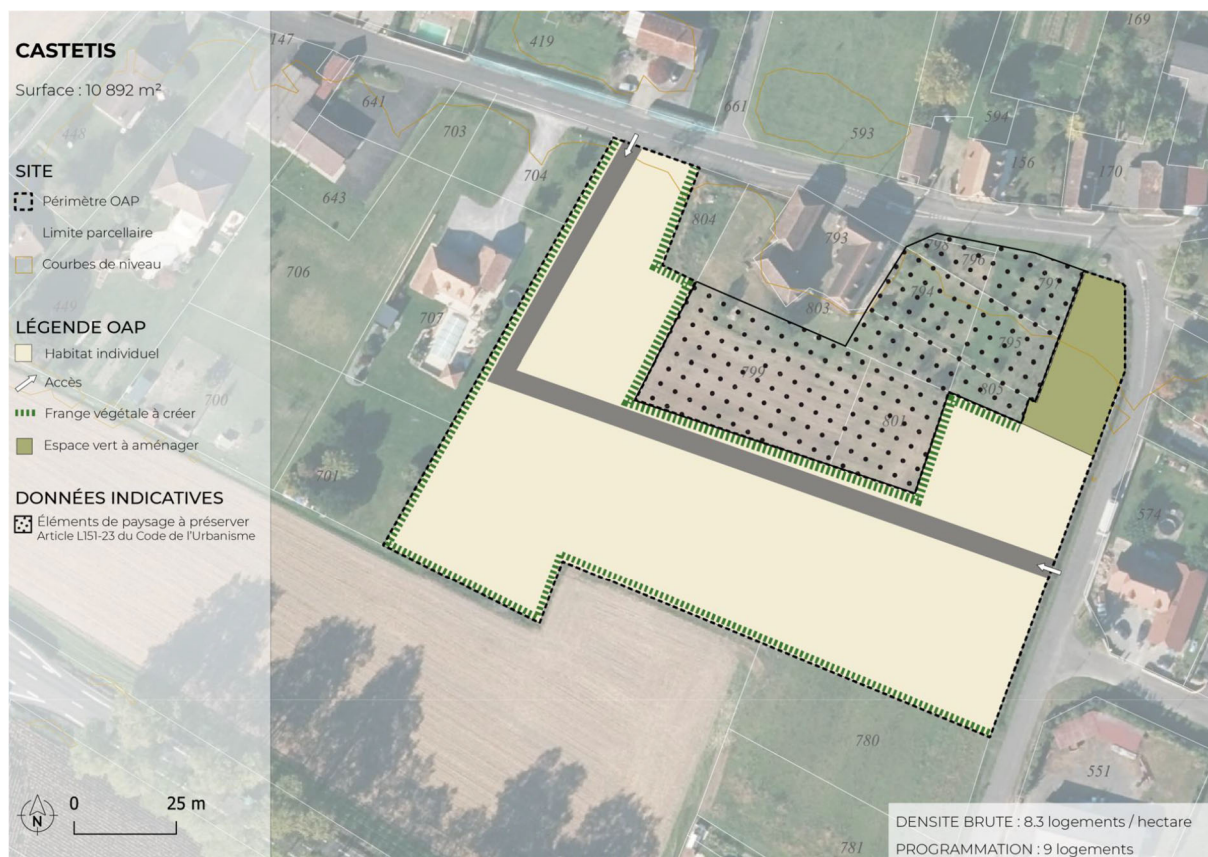 CASTETIS
Surface : 10 892 m²
SITE
Périmètre OAP
Limite parcellaire
Courbes de niveau
LÉGENDE OAP
Habitat individuel
Accès
Frange végétale à créer
Espace vert à aménager
DONNÉES INDICATIVES
Éléments de paysage à préserver
Article L151-23 du Code de l'Urbanisme
N
0 25 m
147
419
169
448
641
703
661
593
594
156
170
643
704
804
793
798
796
797
706
794
803
795
449
707
799
805
700
801
701
574
780
551
781
DENSITE BRUTE : 8.3 logements / hectare
PROGRAMMATION : 9 logements